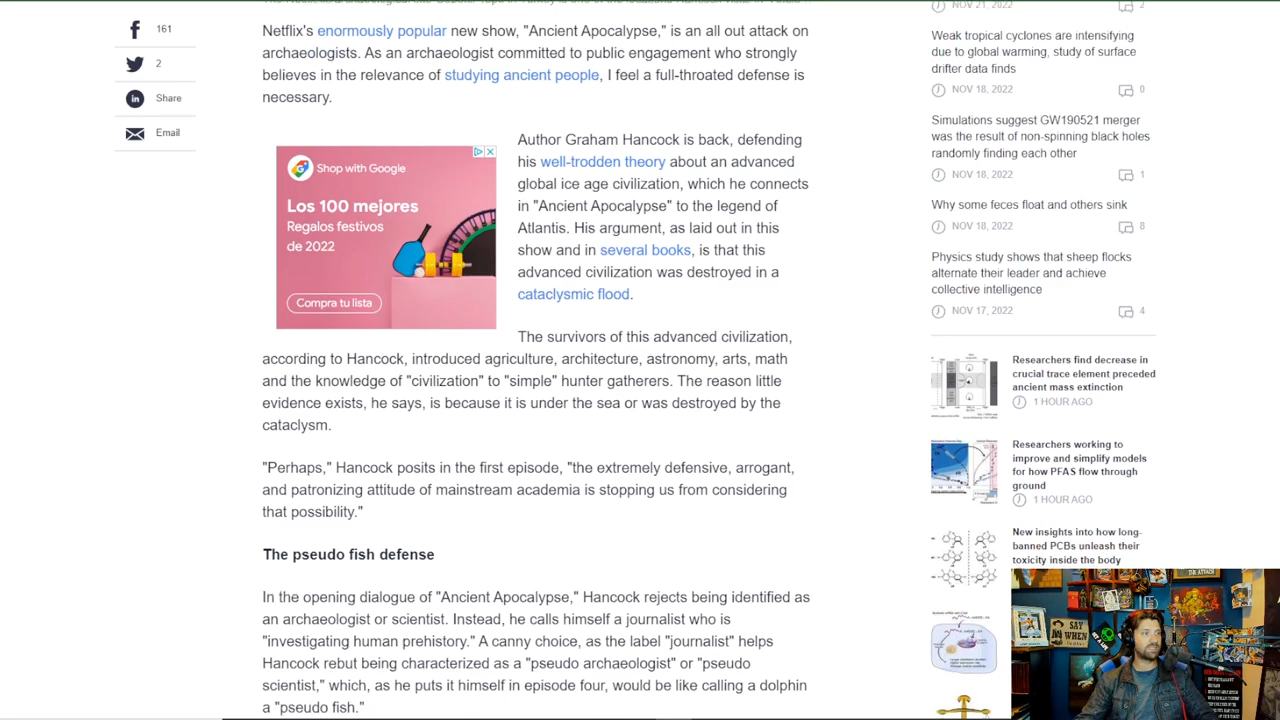 161
2
Share
Email
Netflix's enormously popular new show, "Ancient Apocalypse," is an all out attack on
archaeologists. As an archaeologist committed to public engagement who strongly
believes in the relevance of studying ancient people, I feel a full-throated defense is
necessary.
Shop with Google
Los 100 mejores
Regalos festivos
de 2022
Compra tu lista
Author Graham Hancock is back, defending
his well-trodden theory about an advanced
global ice age civilization, which he connects
in "Ancient Apocalypse" to the legend of
Atlantis. His argument, as laid out in this
show and in several books, is that this
advanced civilization was destroyed in a
cataclysmic flood.
The survivors of this advanced civilization,
according to Hancock, introduced agriculture, architecture, astronomy, arts, math
and the knowledge of "civilization" to "simple" hunter gatherers. The reason little
evidence exists, he says, is because it is under the sea or was destroyed by the
cataclysm.
"Perhaps," Hancock posits in the first episode, "the extremely defensive, arrogant,
and patronizing attitude of mainstream academia is stopping us from considering
that possibility."
The pseudo fish defense
In the opening dialogue of "Ancient Apocalypse," Hancock rejects being identified as
an archaeologist or scientist. Instead, he calls himself a journalist who is
"investigating human prehistory." A canny choice, as the label "journalist" helps
Hancock rebut being characterized as a "pseudo archaeologist" or "pseudo
scientist," which, as he puts it himself in episode four, would be like calling a dolphin
a "pseudo fish."
NOV 21, 2022 2
Weak tropical cyclones are intensifying
due to global warming, study of surface
drifter data finds
NOV 18, 2022 0
Simulations suggest GW190521 merger
was the result of non-spinning black holes
randomly finding each other
NOV 18, 2022 1
Why some feces float and others sink
NOV 18, 2022 8
Physics study shows that sheep flocks
alternate their leader and achieve
collective intelligence
NOV 17, 2022 4
Researchers find decrease in
crucial trace element preceded
ancient mass extinction
1 HOUR AGO
Researchers working to
improve and simplify models
for how PFAS flow through
ground
1 HOUR AGO
New insights into how long-
banned PCBs unleash their
toxicity inside the body
SAY
WHEN